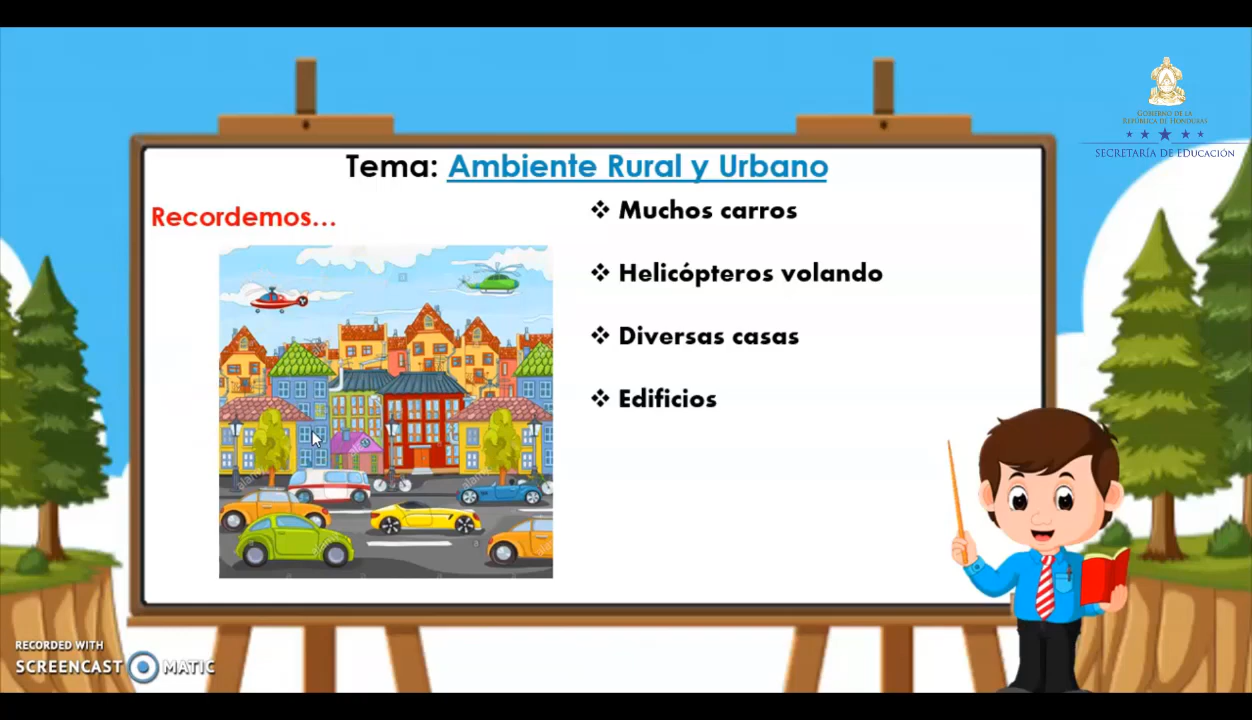 GOBIERNO DE LA
REPÚBLICA DE HONDURAS
SECRETARÍA DE EDUCACIÓN
Tema: Ambiente Rural y Urbano
Recordemos...
❖ Muchos carros
❖ Helicópteros volando
❖ Diversas casas
❖ Edificios
RECORDED WITH
SCREENCAST MATIC